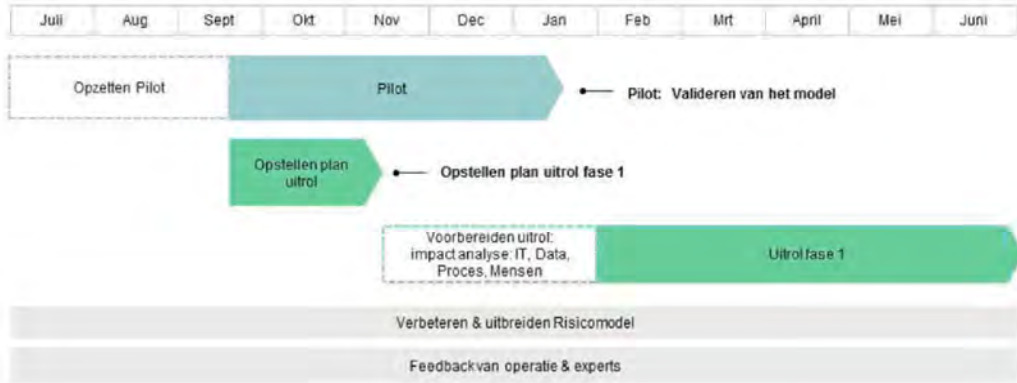 Juli Aug Sept Okt Nov Dec Jan Feb Mrt April Mei Juni
Opzetten Pilot
Pilot
Pilot: Valideren van het model
Opstellen plan
uitrol
Opstellen plan uitrol fase 1
Voorbereiden uitrol:
impact analyse: IT, Data,
Proces, Mensen
Uitrol fase 1
Verbeteren & uitbreiden Risicomodel
Feedback van operatie & experts